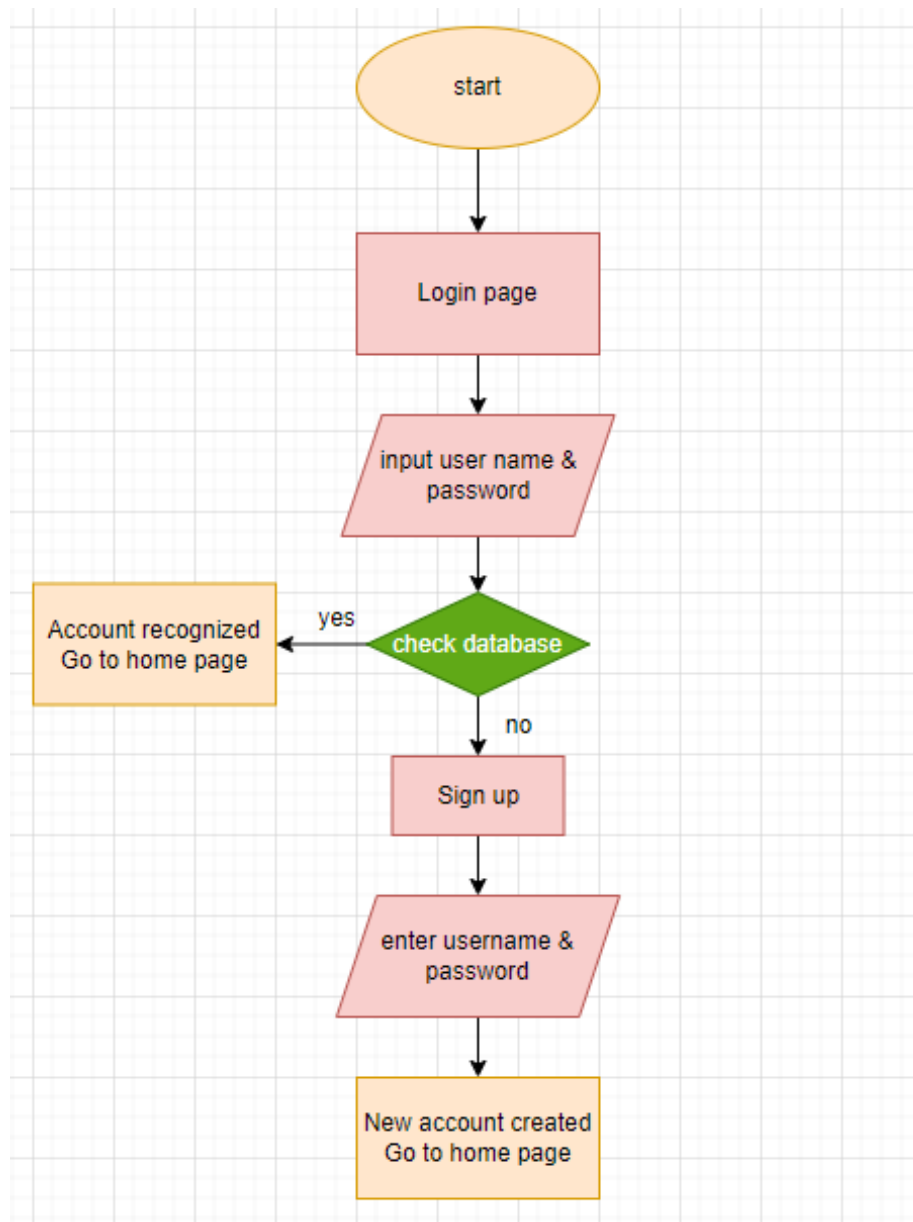 start
Login page
input user name &
password
check database
yes
Account recognized
Go to home page
no
Sign up
enter username &
password
New account created
Go to home page